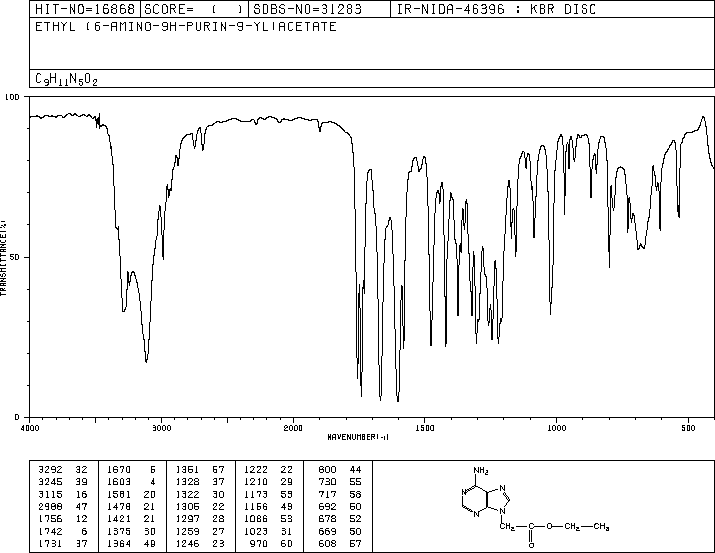 HIT-NO=16868 SCORE= ( ) SDBS-NO=31283 IR-NIDA-46396 : KBR DISC
ETHYL (6-AMINO-9H-PURIN-9-YL)ACETATE
C9H11N5O2
100
50
0
TRANSMITTANCE(%)
4000 3000 2000 1500 1000 500
WAVENUMBER(-1)
3292 32 1670 5 1351 57 1222 22 800 44
3245 39 1603 4 1328 37 1210 29 730 55
3115 16 1581 20 1322 30 1173 53 717 58
2988 47 1478 21 1305 22 1156 49 692 50
1756 12 1421 21 1297 28 1086 53 678 52
1742 6 1375 30 1259 27 1023 31 669 50
1731 37 1364 49 1246 23 970 60 608 57
NH2
N N
N N
CH2 C O CH2 CH3
O